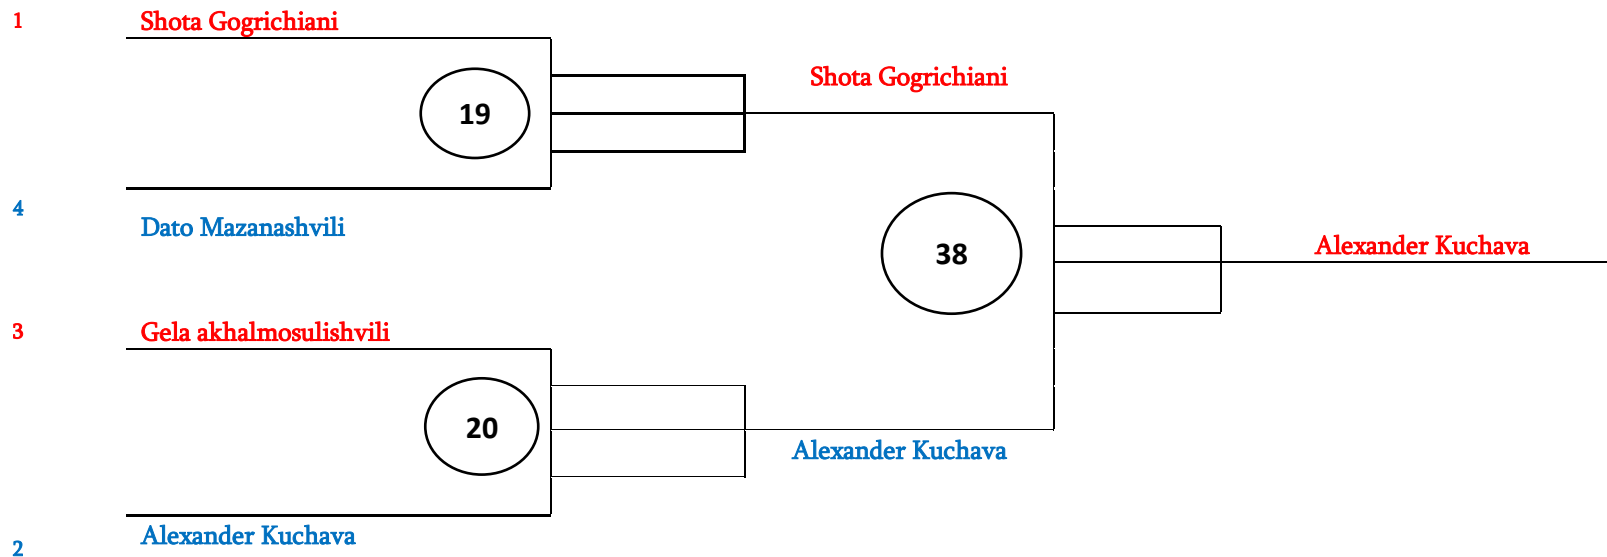 1
Shota Gogrichiani
Shota Gogrichiani
19
4
Dato Mazanashvili
38
Alexander Kuchava
3
Gela akhalmosulishvili
20
Alexander Kuchava
Alexander Kuchava
2